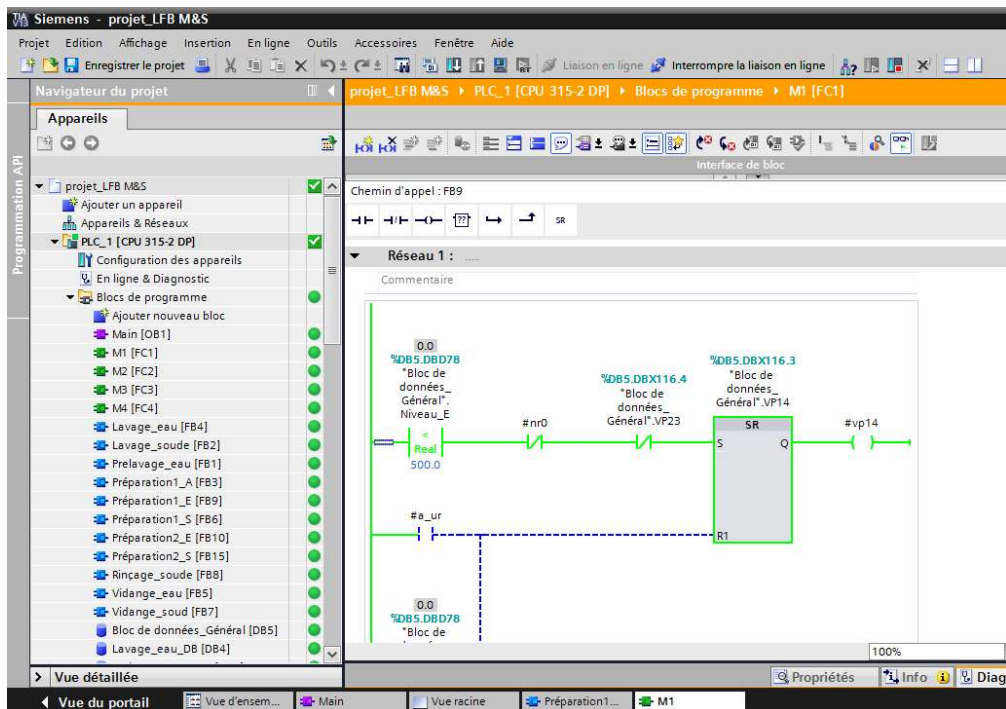 Siemens - projet_LFB M&S
Projet Edition Affichage Insertion En ligne Outils Accessoires Fenêtre Aide
Enregistrer le projet Liaison en ligne Interrompre la liaison en ligne
Navigateur du projet
projet_LFB M&S PLC_1 [CPU 315-2 DP] Blocs de programme M1 [FC1]
Appareils
Interface de bloc
Programmation API
projet_LFB M&S
Ajouter un appareil
Appareils & Réseaux
PLC_1 [CPU 315-2 DP]
Configuration des appareils
En ligne & Diagnostic
Blocs de programme
Ajouter nouveau bloc
Main [OB1]
M1 [FC1]
M2 [FC2]
M3 [FC3]
M4 [FC4]
Lavage_eau [FB4]
Lavage_soude [FB2]
Prelavage_eau [FB1]
Préparation1_A [FB3]
Préparation1_E [FB9]
Préparation1_S [FB6]
Préparation2_E [FB10]
Préparation2_S [FB15]
Rinçage_soude [FB8]
Vidange_eau [FB5]
Vidange_soud [FB7]
Bloc de données_Général [DB5]
Lavage_eau_DB [DB4]
Vue détaillée
Chemin d'appel : FB9
??
SR
Réseau 1 : .....
Commentaire
0.0
%DB5.DBD78
"Bloc de
données_
Général".
Niveau_E
<
Real
500.0
#nr0
%DB5.DBX116.4
"Bloc de
données_
Général".VP23
%DB5.DBX116.3
"Bloc de
données_
Général".VP14
SR
S Q
R1
#vp14
#a_ur
0.0
%DB5.DBD78
"Bloc de
100%
Propriétés Info Diag
Vue du portail Vue d'ensem... Main Vue racine Préparation1... M1